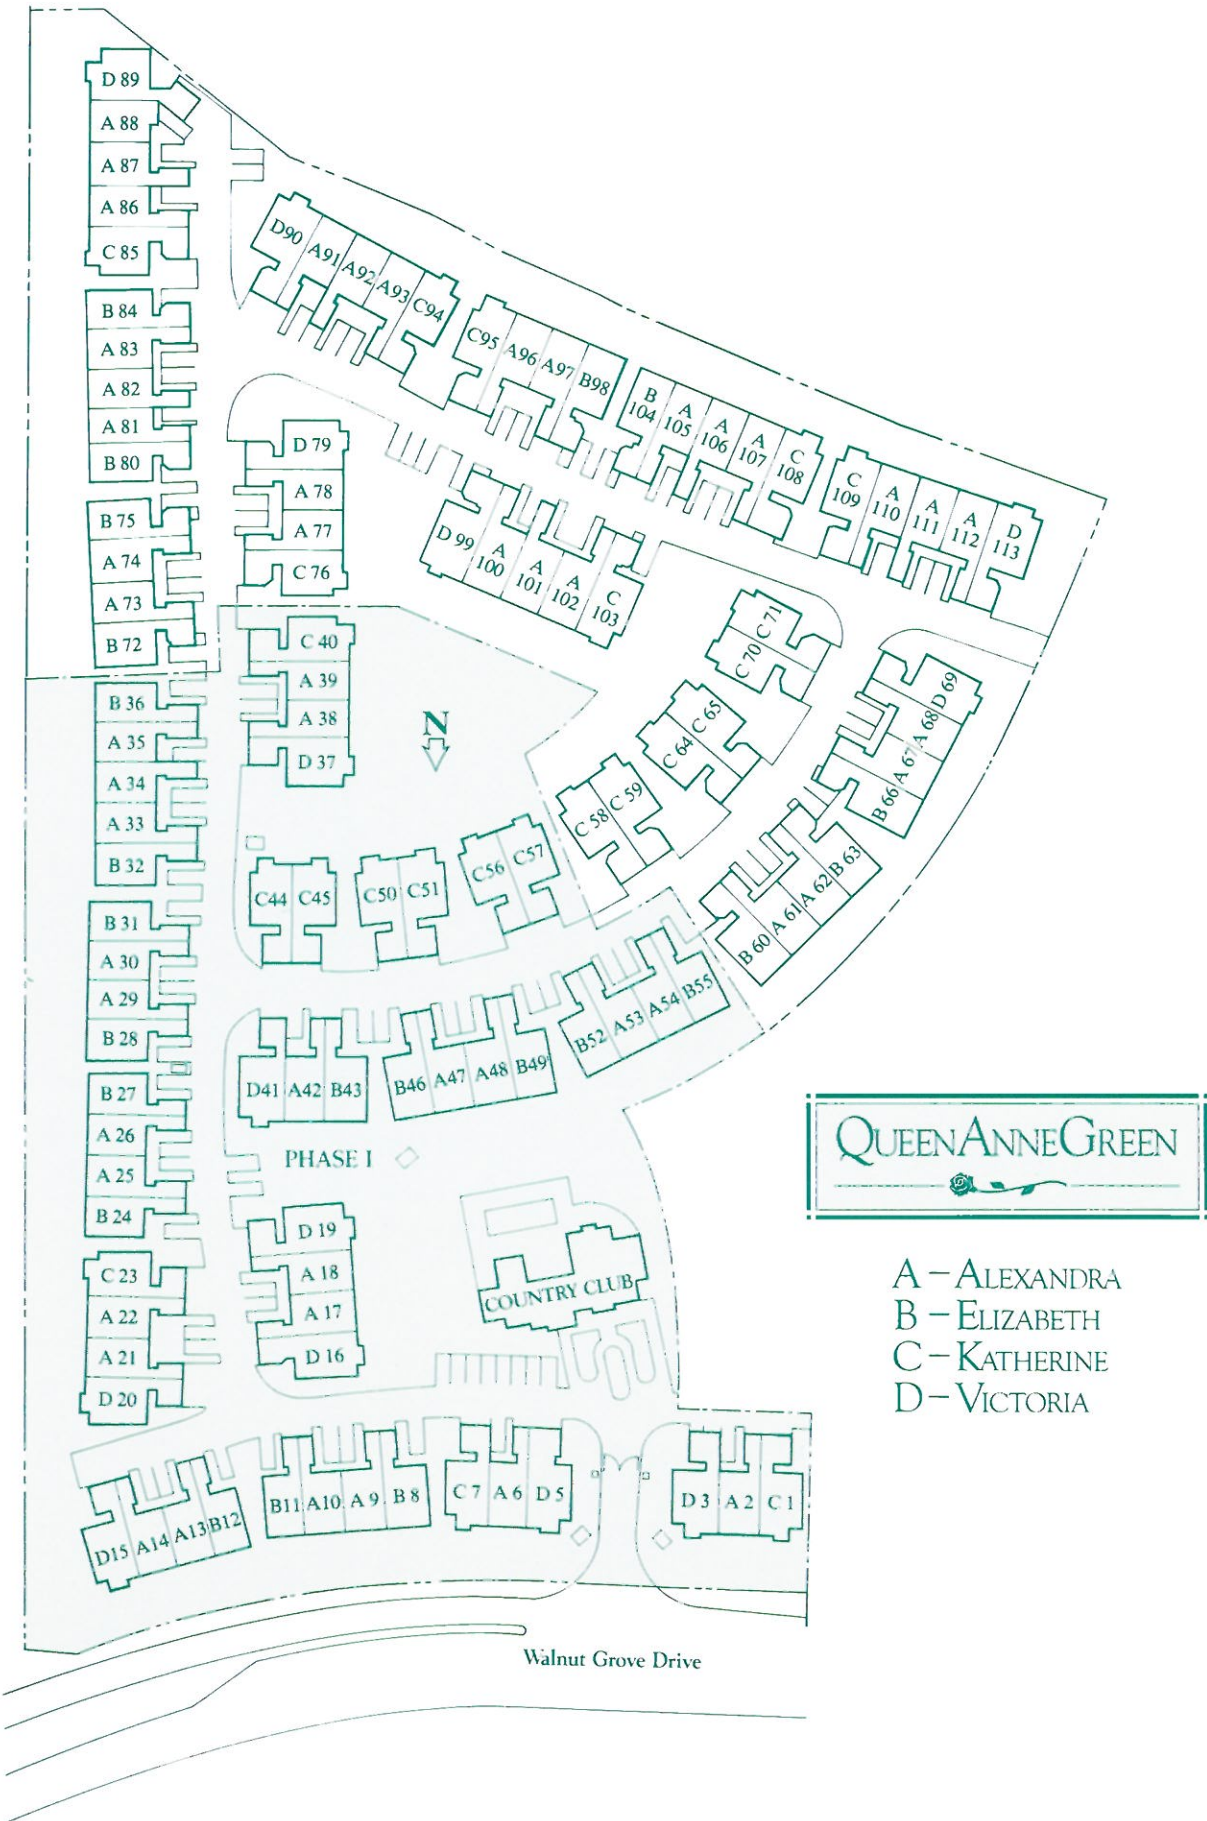 D 89
A 88
A 87
A 86
C 85
D90
A91
A92
A93
C94
B 84
A 83
A 82
A 81
B 80
C95
A96
A97
B98
B
104
A
105
A
106
A
107
C
108
C
109
A
110
A
111
A
112
D
113
D 79
A 78
A 77
C 76
D 99
A
100
A
101
A
102
C
103
B 75
A 74
A 73
B 72
C 71
C 70
C 40
A 39
A 38
D 37
N
C 65
C 64
D 69
A 68
A 67
B 66
B 36
A 35
A 34
A 33
B 32
C 59
C 58
C44
C45
C50
C51
C56
C57
B 63
A 62
A 61
B 60
B 31
A 30
A 29
B 28
D41
A42
B43
B46
A47
A48
B49
B52
A53
A54
B55
B 27
A 26
A 25
B 24
PHASE I
QUEEN ANNE GREEN
D 19
A 18
A 17
D 16
COUNTRY CLUB
C 23
A 22
A 21
D 20
A – ALEXANDRA
B – ELIZABETH
C – KATHERINE
D – VICTORIA
D15
A14
A13
B12
B11
A10
A 9
B 8
C 7
A 6
D 5
D 3
A 2
C 1
Walnut Grove Drive